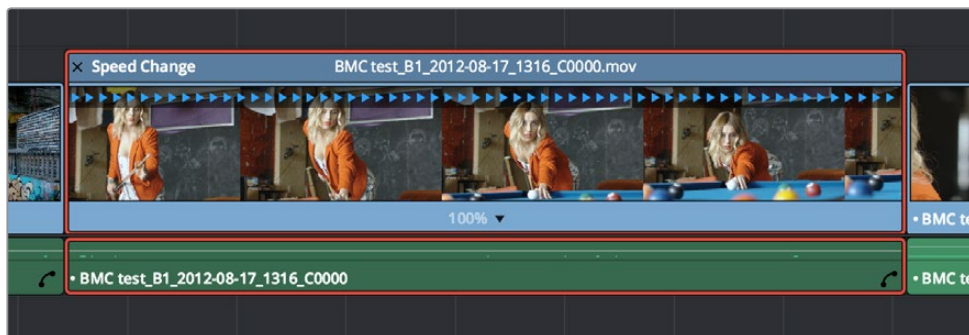 × Speed Change BMC test_B1_2012-08-17_1316_C0000.mov
100% ▼
• BMC te
• BMC test_B1_2012-08-17_1316_C0000
• BMC te